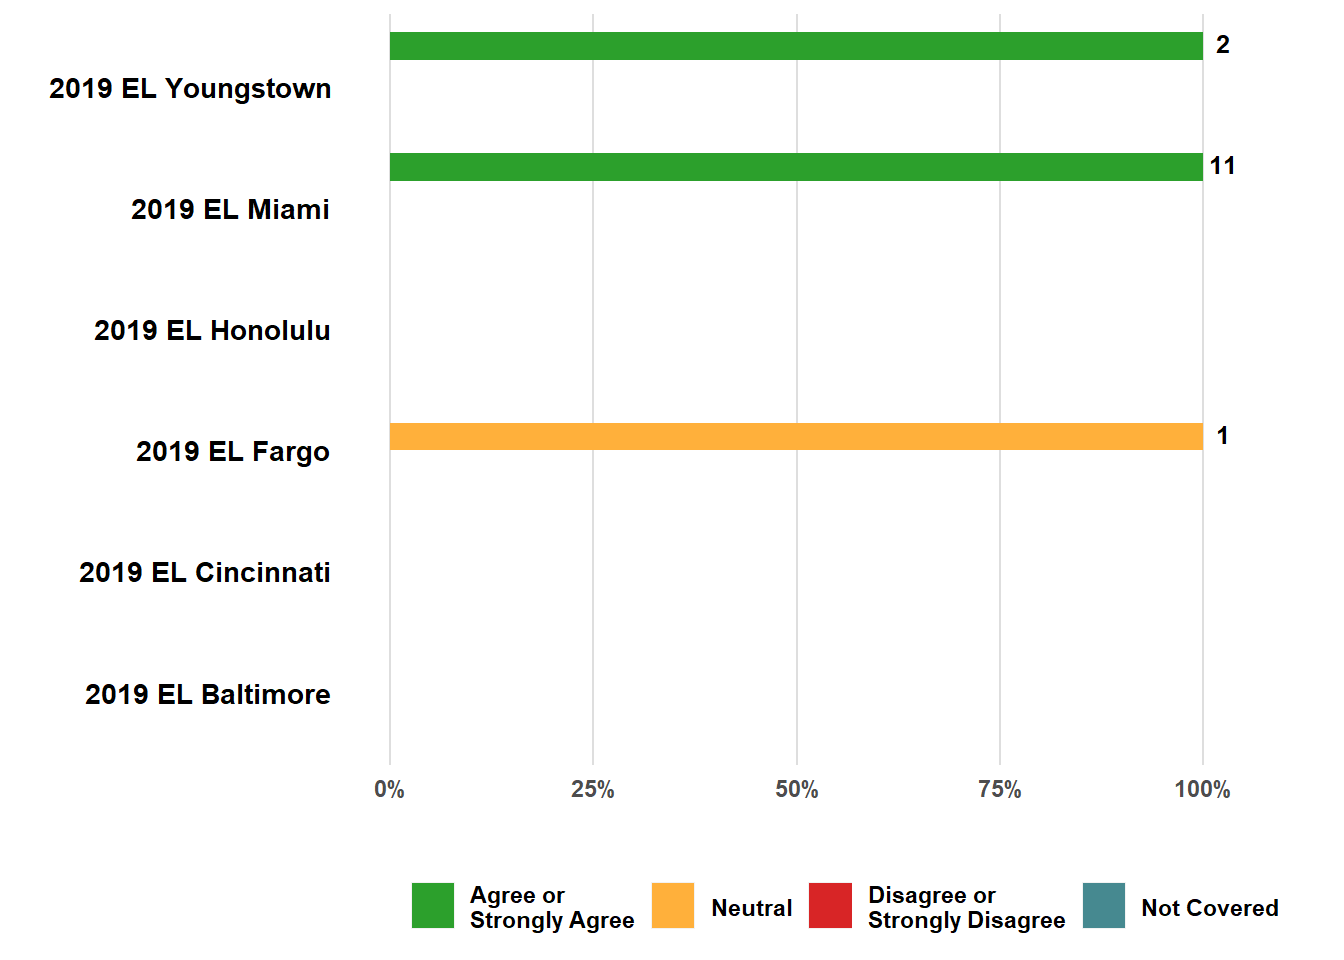 2
2019 EL Youngstown
11
2019 EL Miami
2019 EL Honolulu
1
2019 EL Fargo
2019 EL Cincinnati
2019 EL Baltimore
0% 25% 50% 75% 100%
Agree or
Strongly Agree
Neutral
Disagree or
Strongly Disagree
Not Covered